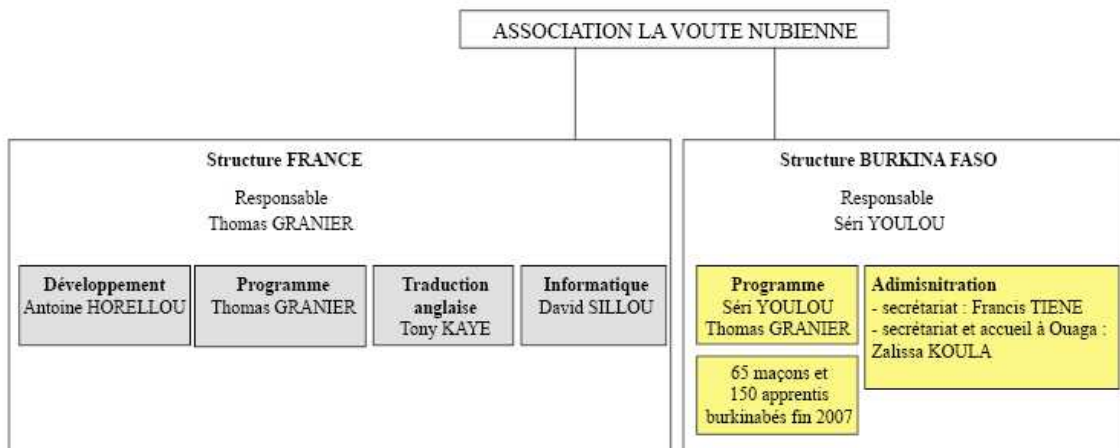 ASSOCIATION LA VOUTE NUBIENNE
Structure FRANCE
Responsable
Thomas GRANIER
Développement
Antoine HORELLOU
Programme
Thomas GRANIER
Traduction
anglaise
Tony KAYE
Informatique
David SILLOU
Structure BURKINA FASO
Responsable
Séri YOULOU
Programme
Séri YOULOU
Thomas GRANIER
65 maçons et
150 apprentis
burkinabés fin 2007
Adimisnitration
- secrétariat : Francis TIENE
- secrétariat et accueil à Ouaga :
Zalissa KOULA